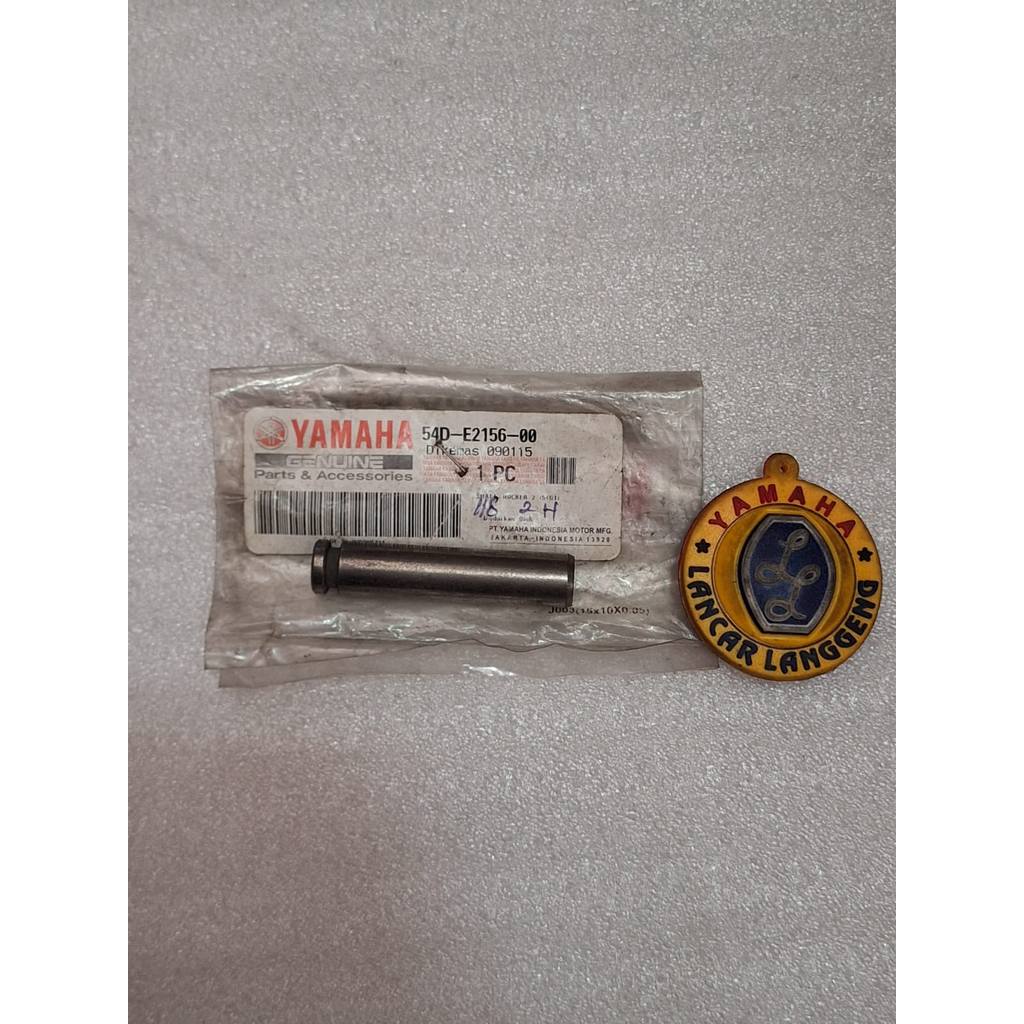 YAMAHA
GENUINE
Parts & Accessories
54D-E2156-00
Dikemas 090115
1 PC
2 H
PT.YAMAHA INDONESIA MOTOR MFG.
JAKARTA-INDONESIA 13920
YAMAHA
LANCAR LANGGENG